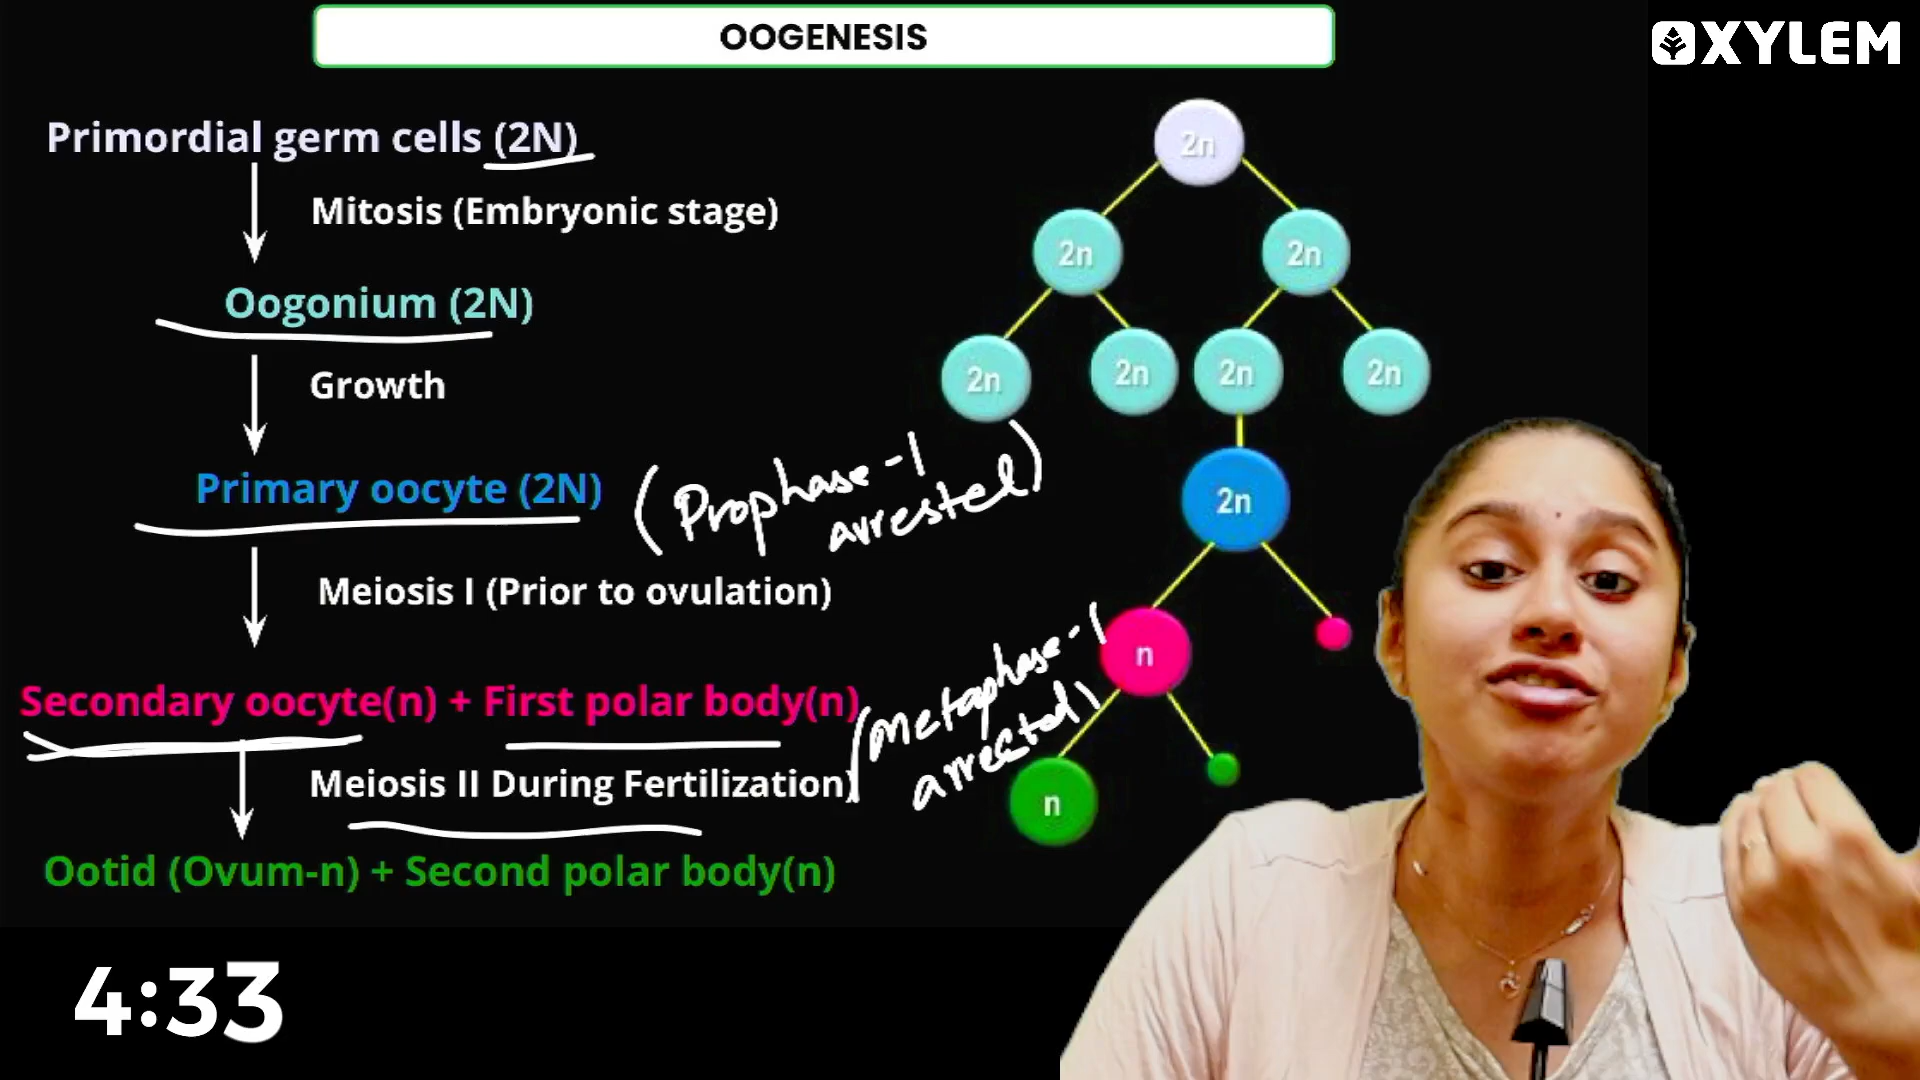 OOGENESIS
XYLEM
Primordial germ cells (2N)
Mitosis (Embryonic stage)
Oogonium (2N)
Growth
Primary oocyte (2N)
(Prophase-1
arrested)
Meiosis I (Prior to ovulation)
Secondary oocyte(n) + First polar body(n)
(Metaphase-1
arrested)
Meiosis II During Fertilization)
Ootid (Ovum-n) + Second polar body(n)
2n
2n
2n
2n
2n
2n
2n
2n
n
n
4:33